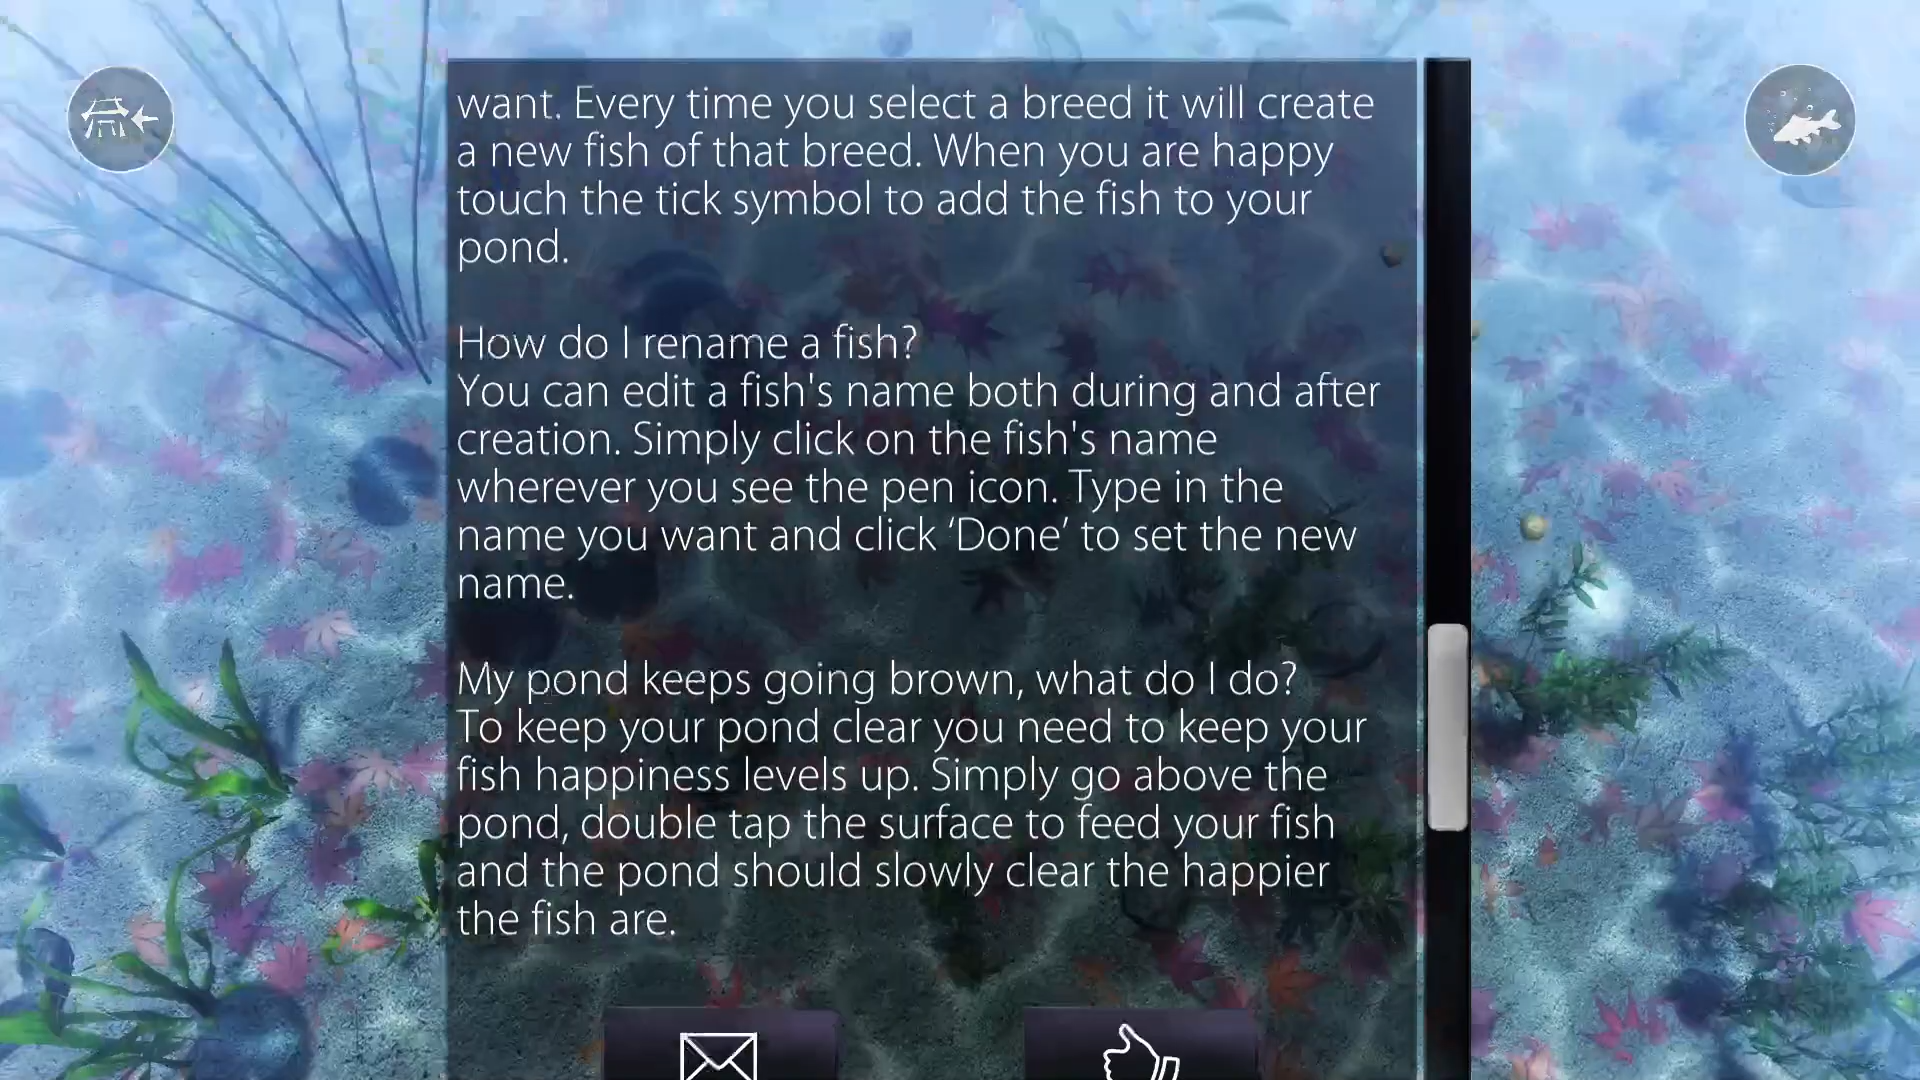 want. Every time you select a breed it will create
a new fish of that breed. When you are happy
touch the tick symbol to add the fish to your
pond.
How do I rename a fish?
You can edit a fish's name both during and after
creation. Simply click on the fish's name
wherever you see the pen icon. Type in the
name you want and click ‘Done’ to set the new
name.
My pond keeps going brown, what do I do?
To keep your pond clear you need to keep your
fish happiness levels up. Simply go above the
pond, double tap the surface to feed your fish
and the pond should slowly clear the happier
the fish are.